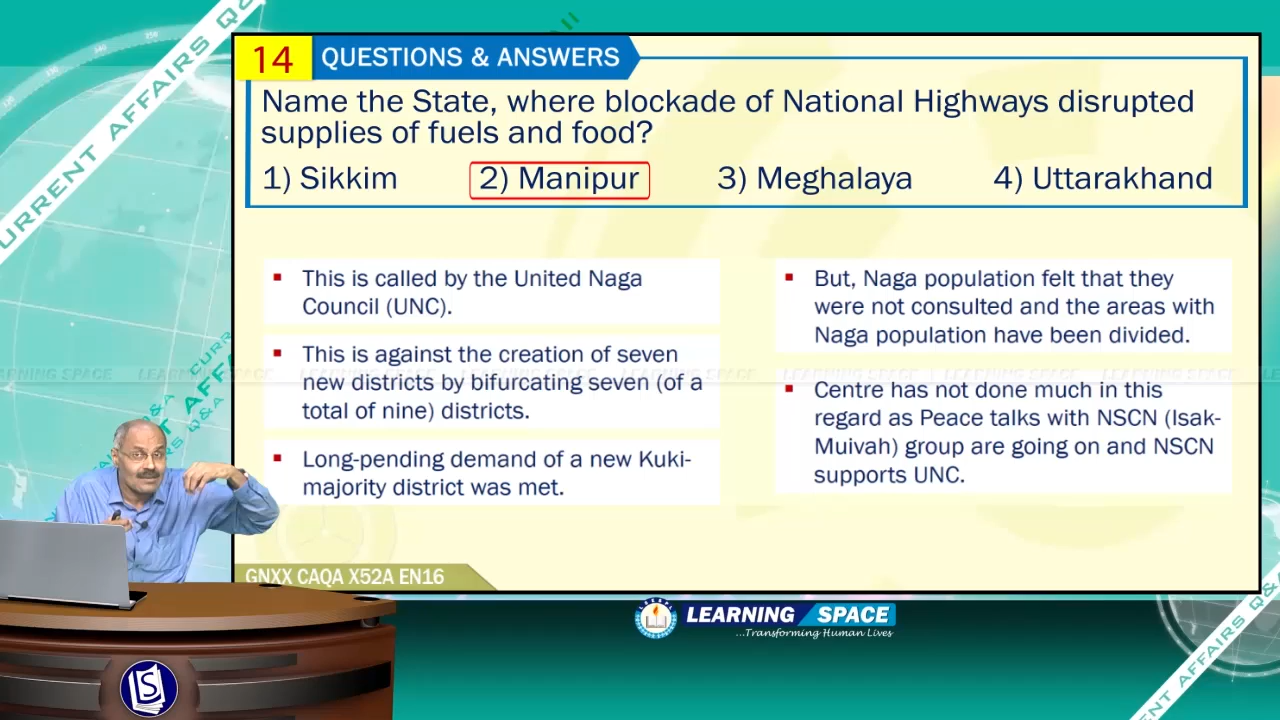 CURRENT AFFAIRS Q&A
14
QUESTIONS & ANSWERS
Name the State, where blockade of National Highways disrupted
supplies of fuels and food?
1) Sikkim 2) Manipur 3) Meghalaya 4) Uttarakhand
This is called by the United Naga
Council (UNC).
This is against the creation of seven
new districts by bifurcating seven (of a
total of nine) districts.
Long-pending demand of a new Kuki-
majority district was met.
But, Naga population felt that they
were not consulted and the areas with
Naga population have been divided.
Centre has not done much in this
regard as Peace talks with NSCN (Isak-
Muivah) group are going on and NSCN
supports UNC.
LEARNING SPACE
GNXX CAQA X52A EN16
LEARNING SPACE
...Transforming Human Lives
LS
AFFAIRS Q&A